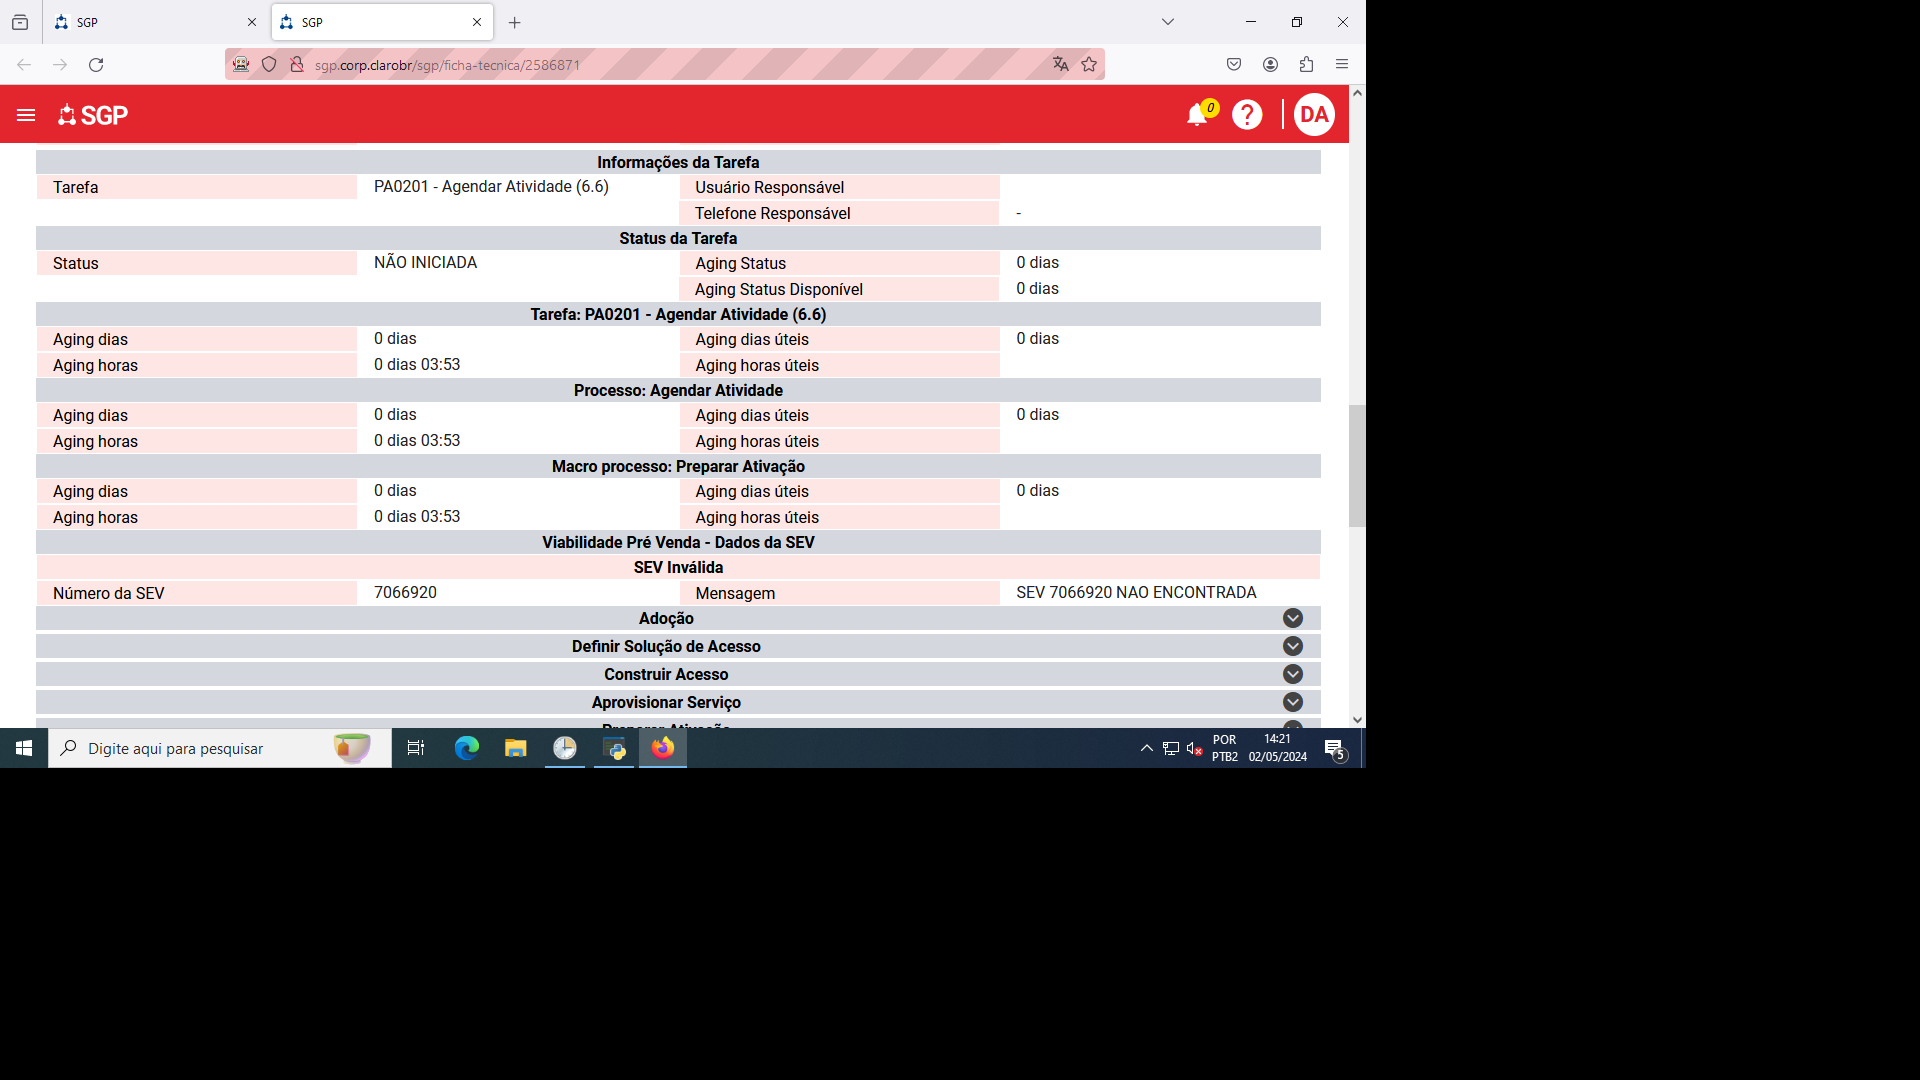 SGP
SGP
sgp.corp.clarobr/sgp/ficha-tecnica/2586871
SGP
0
?
DA
Informações da Tarefa
Tarefa PA0201 - Agendar Atividade (6.6) Usuário Responsável
Telefone Responsável -
Status da Tarefa
Status NÃO INICIADA Aging Status 0 dias
Aging Status Disponível 0 dias
Tarefa: PA0201 - Agendar Atividade (6.6)
Aging dias 0 dias Aging dias úteis 0 dias
Aging horas 0 dias 03:53 Aging horas úteis
Processo: Agendar Atividade
Aging dias 0 dias Aging dias úteis 0 dias
Aging horas 0 dias 03:53 Aging horas úteis
Macro processo: Preparar Ativação
Aging dias 0 dias Aging dias úteis 0 dias
Aging horas 0 dias 03:53 Aging horas úteis
Viabilidade Pré Venda - Dados da SEV
SEV Inválida
Número da SEV 7066920 Mensagem SEV 7066920 NAO ENCONTRADA
Adoção
Definir Solução de Acesso
Construir Acesso
Aprovisionar Serviço
Preparar Ativação
Digite aqui para pesquisar
POR 14:21
PTB2 02/05/2024
5